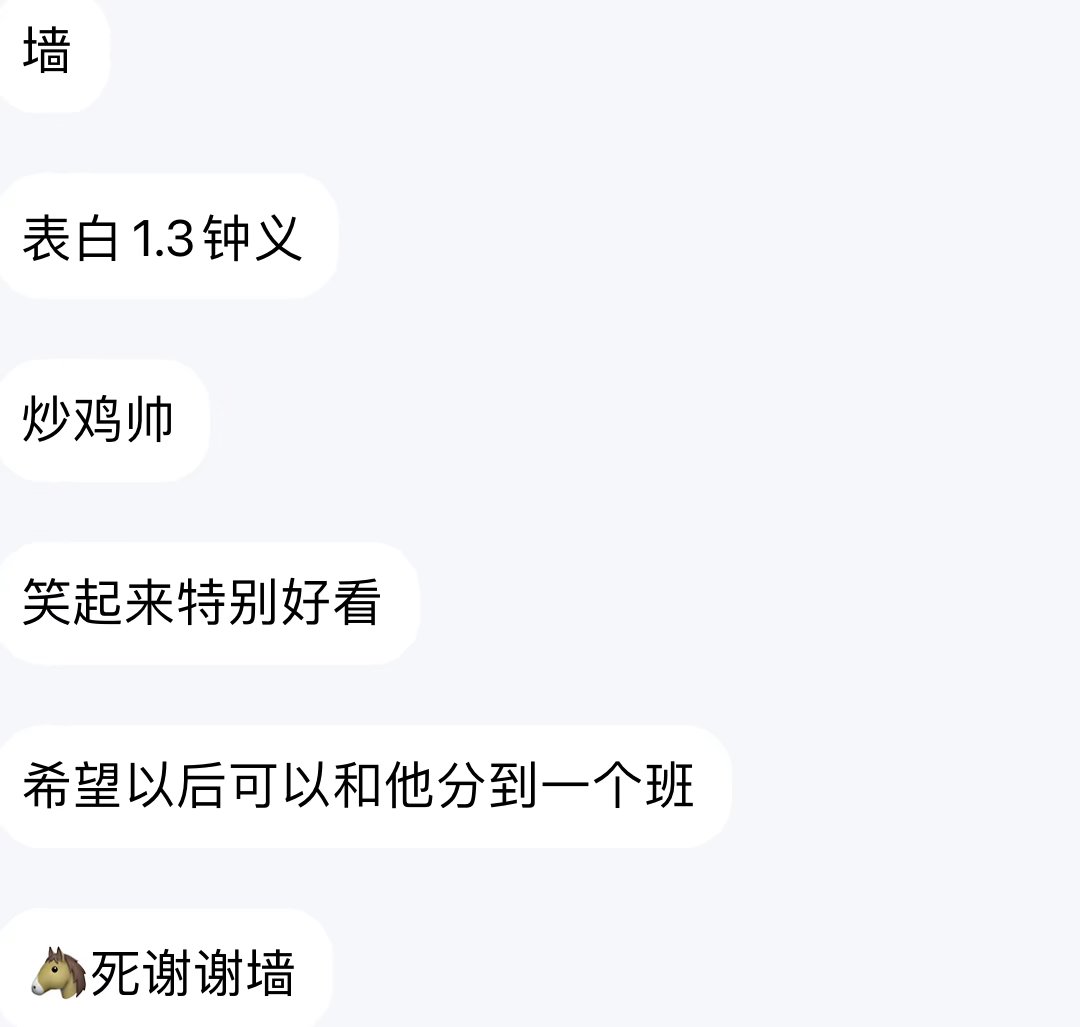 墙
表白1.3钟义
炒鸡帅
笑起来特别好看
希望以后可以和他分到一个班
🐴死谢谢墙